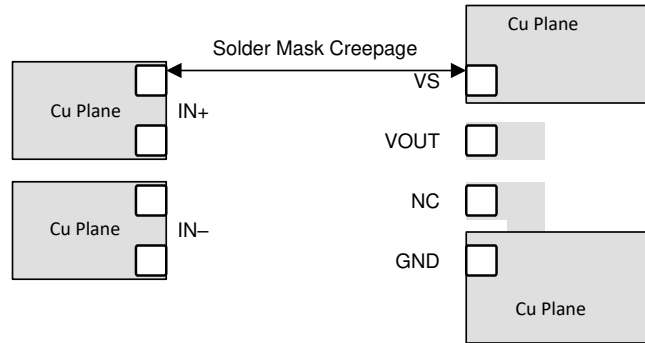 Cu Plane
Solder Mask Creepage
VS
Cu Plane
IN+
VOUT
NC
Cu Plane
IN–
GND
Cu Plane